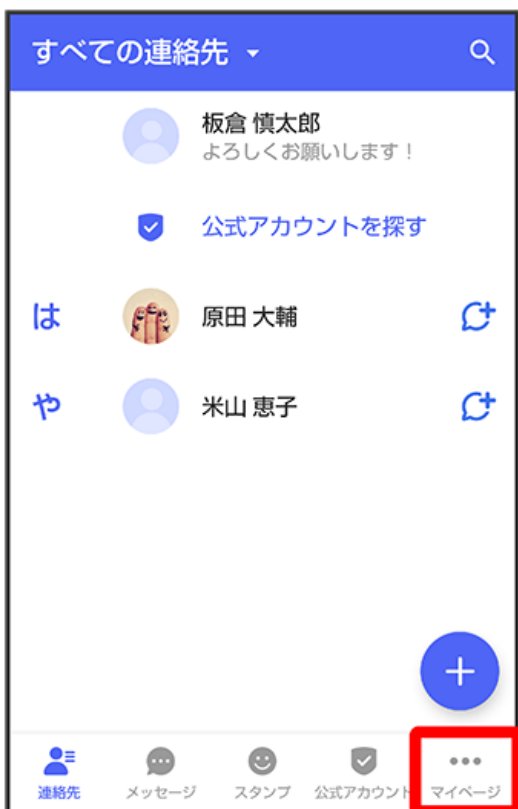 すべての連絡先
板倉 慎太郎
よろしくお願いします！
公式アカウントを探す
は
原田 大輔
や
米山 恵子
連絡先
メッセージ
スタンプ
公式アカウント
マイページ